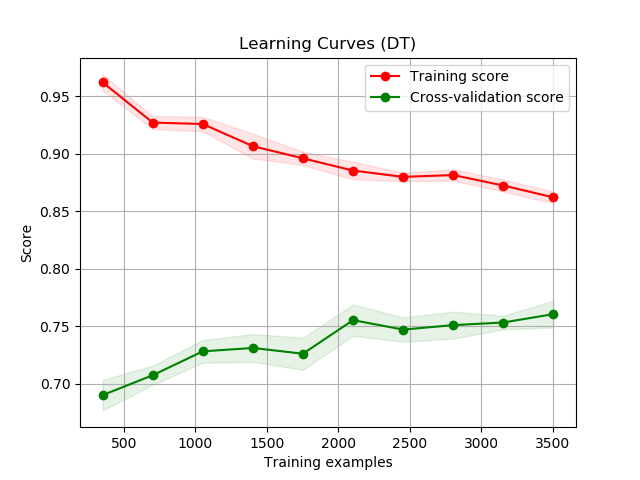 Learning Curves (DT)
Training score
Cross-validation score
0.95
0.90
0.85
0.80
0.75
0.70
Score
500
1000
1500
2000
2500
3000
3500
Training examples